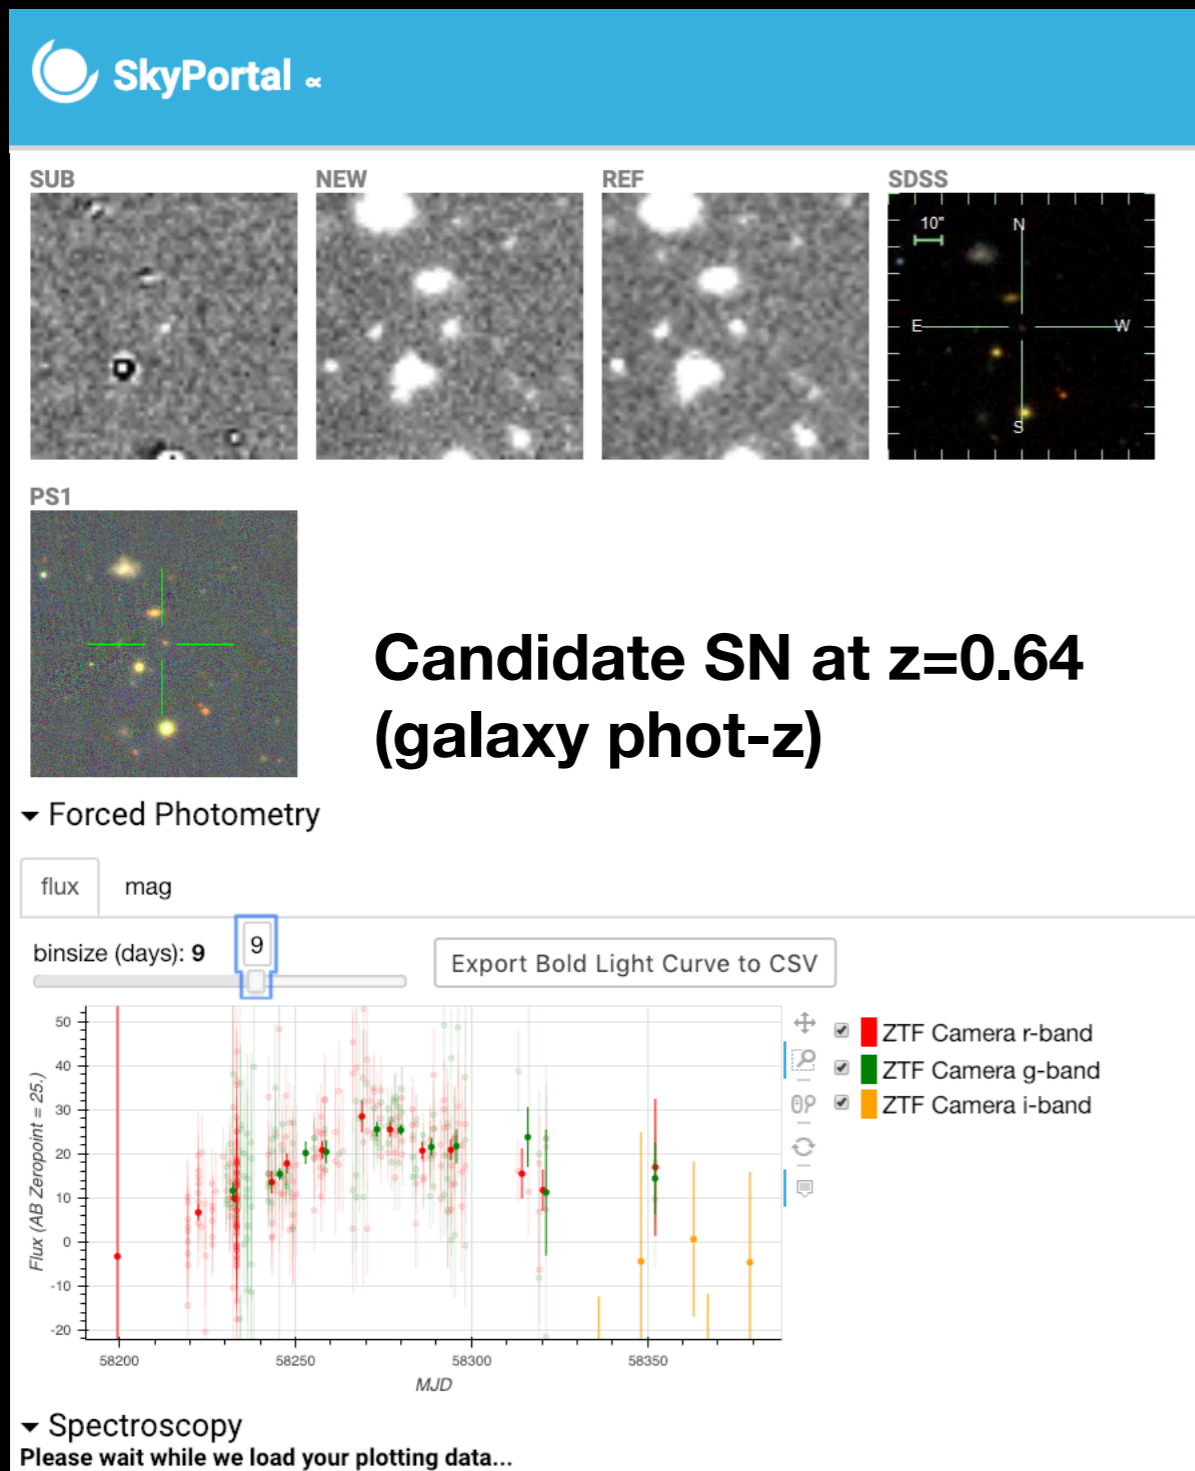 SkyPortal ∝
SUB NEW REF SDSS
10"
N
E W
S
PS1
Candidate SN at z=0.64
(galaxy phot-z)
Forced Photometry
flux mag
binsize (days): 9
9
Export Bold Light Curve to CSV
Flux (AB Zeropoint = 25.)
50
40
30
20
10
0
-10
-20
58200 58250 58300 58350
MJD
ZTF Camera r-band
ZTF Camera g-band
ZTF Camera i-band
Spectroscopy
Please wait while we load your plotting data...